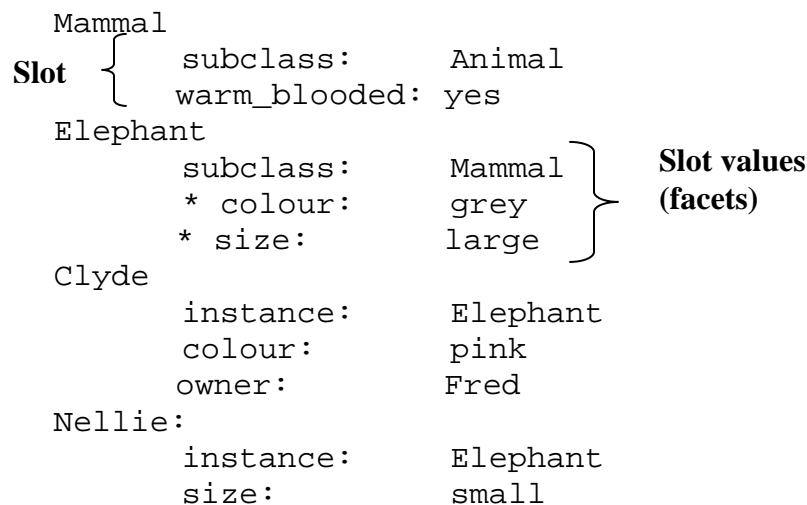 Mammal
Slot
subclass: Animal
warm_blooded: yes
Elephant
subclass: Mammal
* colour: grey
* size: large
Slot values
(facets)
Clyde
instance: Elephant
colour: pink
owner: Fred
Nellie:
instance: Elephant
size: small